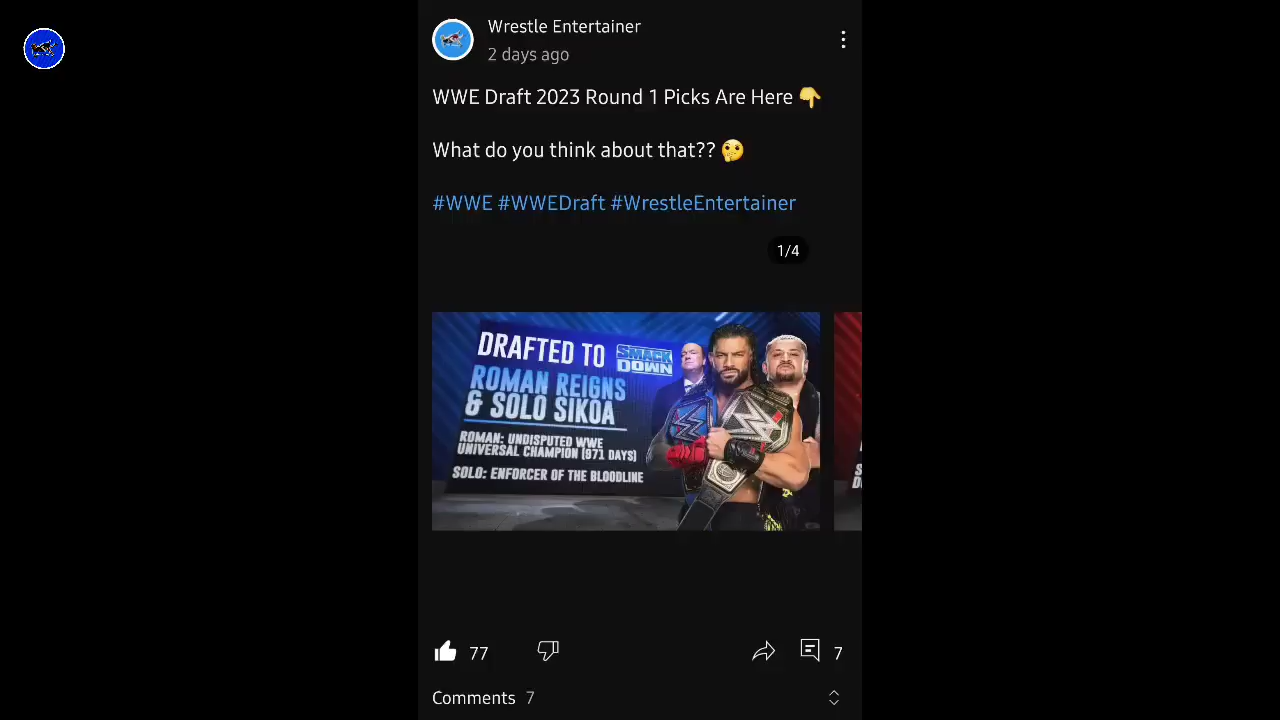 Wrestle Entertainer
2 days ago
WWE Draft 2023 Round 1 Picks Are Here 👇
What do you think about that?? 🤔
#WWE #WWEDraft #WrestleEntertainer
1/4
DRAFTED TO SMACK DOWN
ROMAN REIGNS
& SOLO SIKOA
ROMAN: UNDISPUTED WWE
UNIVERSAL CHAMPION (971 DAYS)
SOLO: ENFORCER OF THE BLOODLINE
77
7
Comments 7